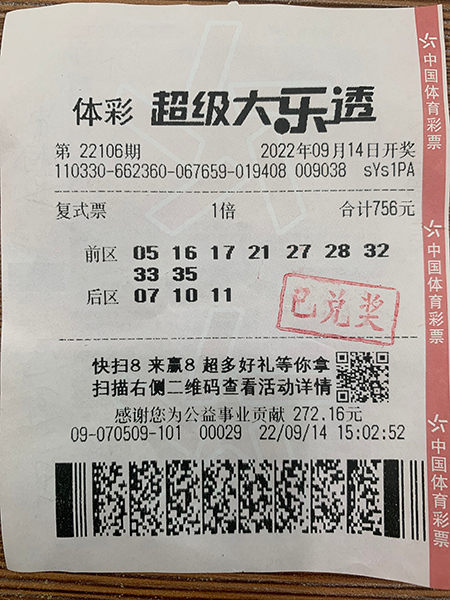 体彩 超级大乐透
第 22106期 2022年09月14日开奖
110330-662360-067659-019408 009038 sYs1PA
复式票 1倍 合计756元
前区 05 16 17 21 27 28 32
33 35
后区 07 10 11
已兑奖
快扫8 来赢8 超多好礼等你拿
扫描右侧二维码查看活动详情
感谢您为公益事业贡献 272.16元
09-070509-101 00029 22/09/14 15:02:52
中国体育彩票
中国体育彩票
中国体育彩票